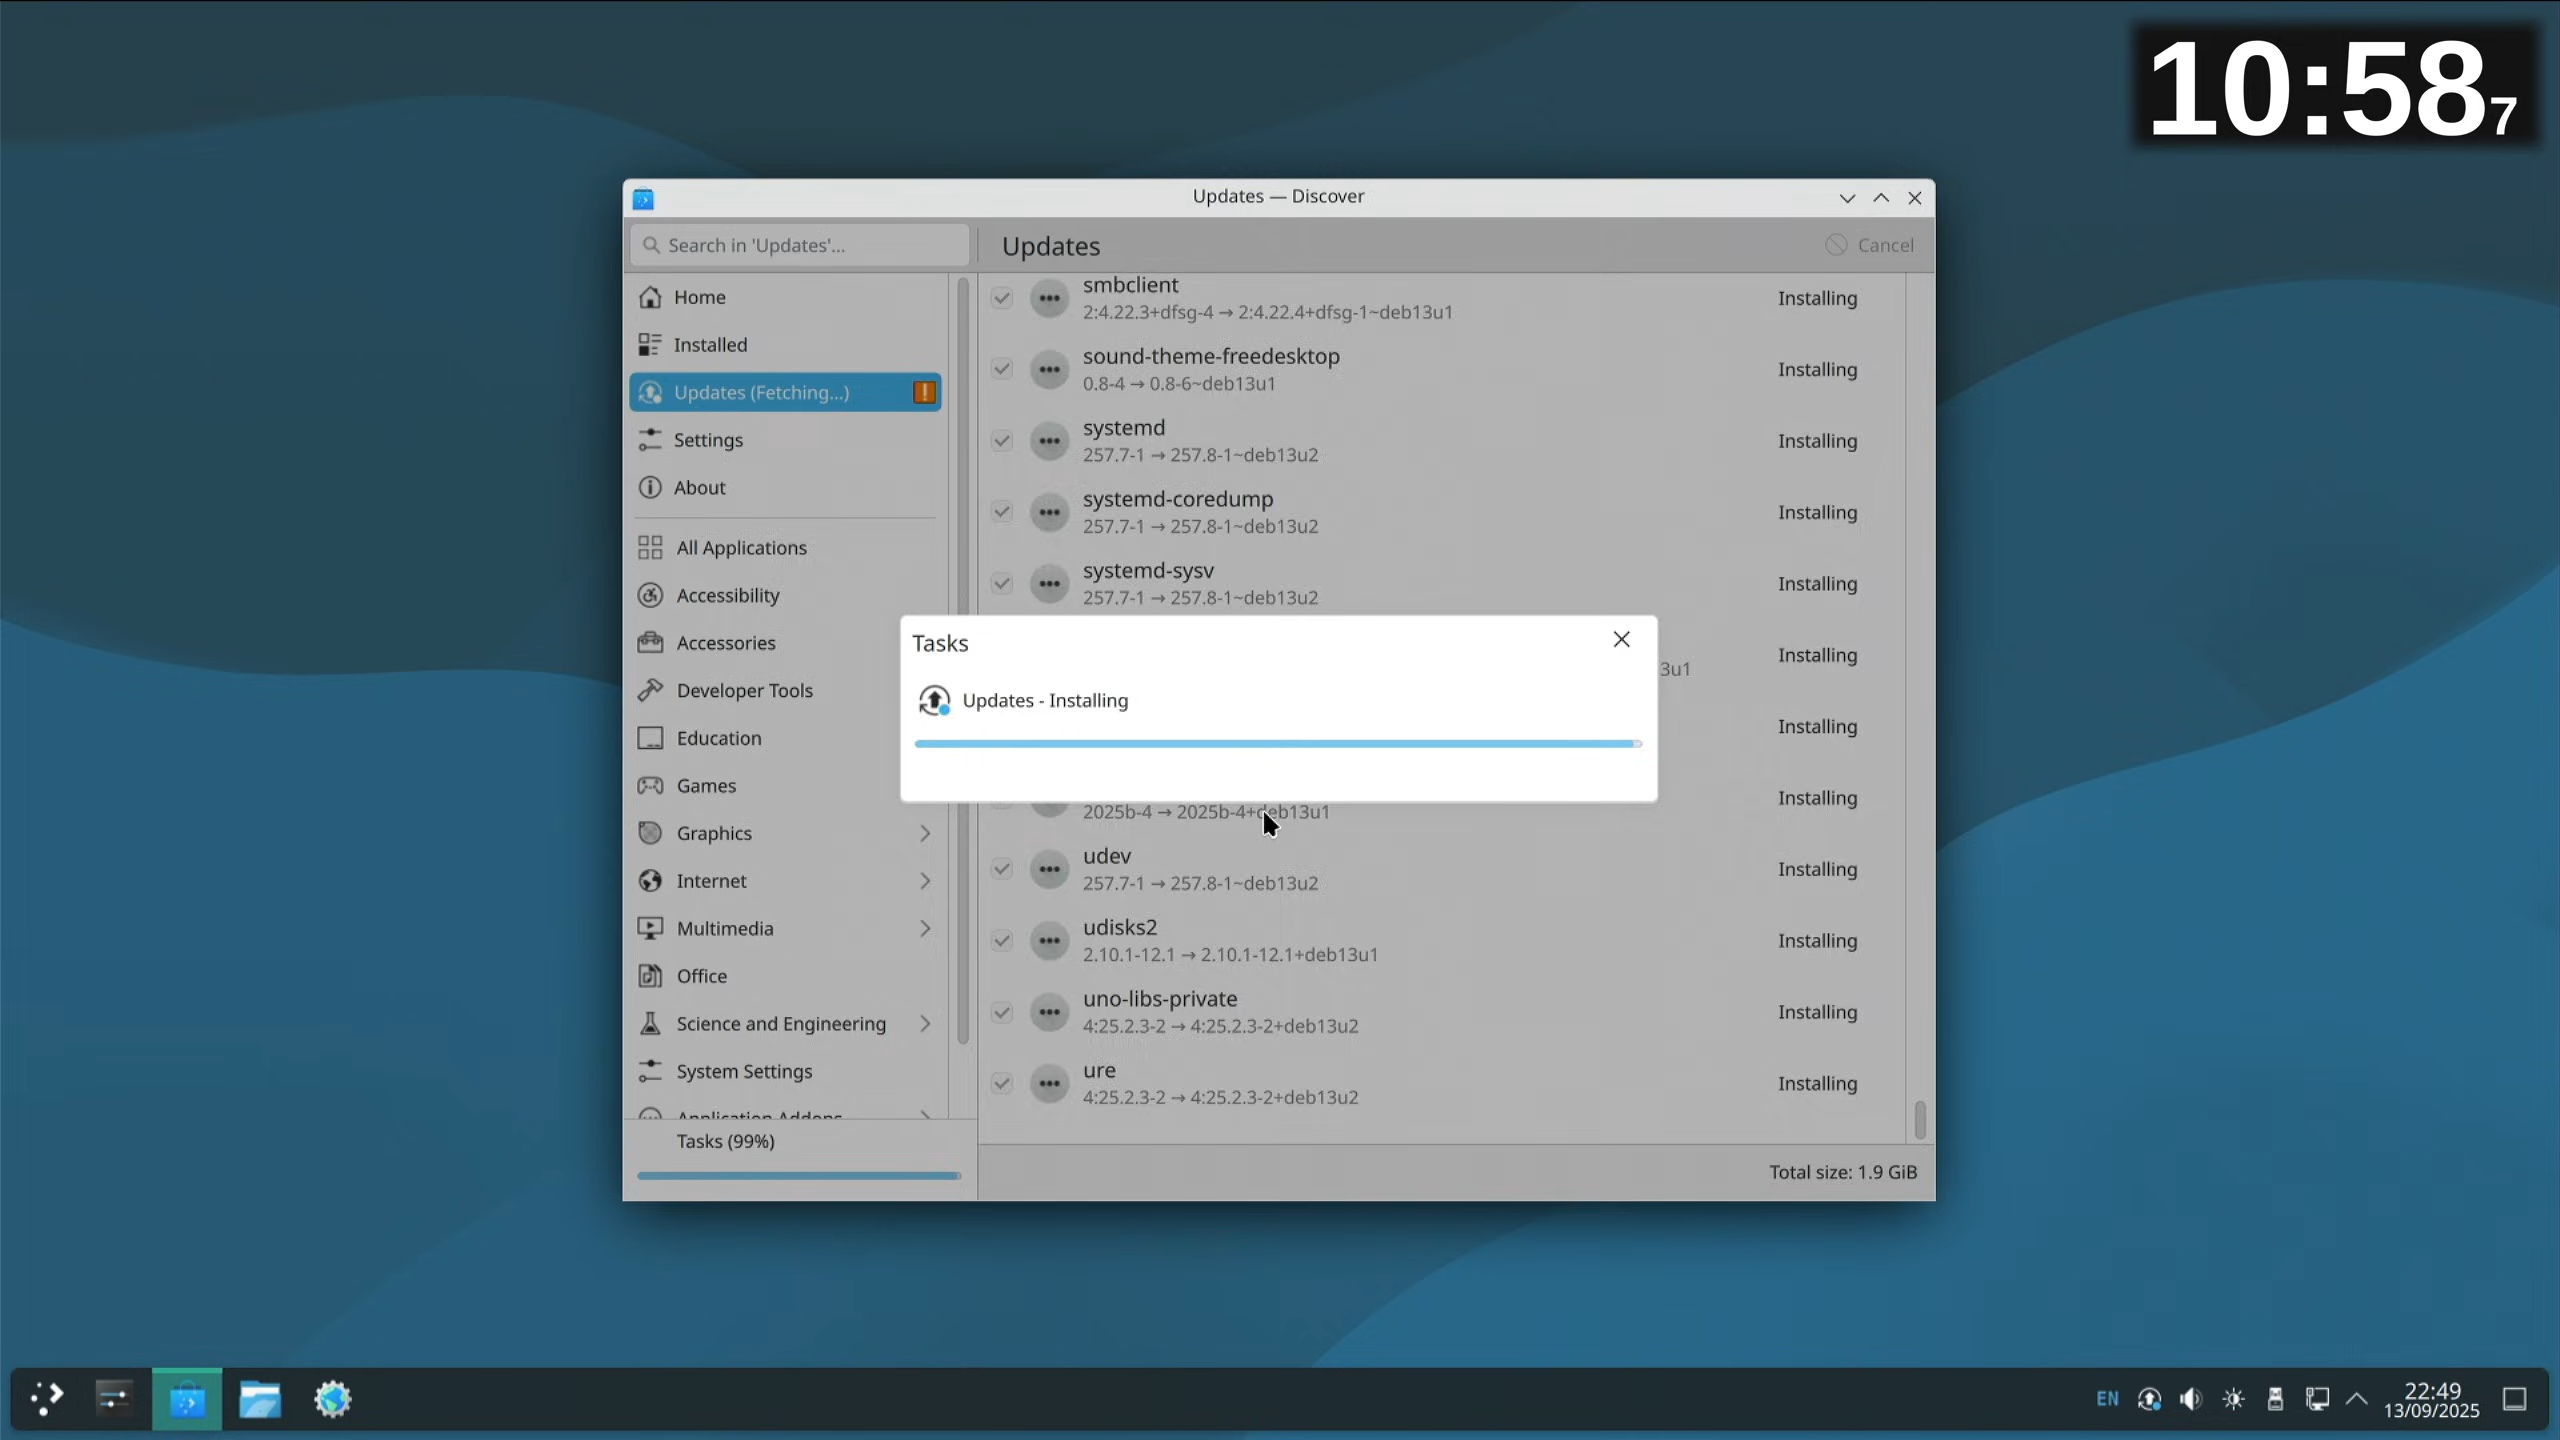 10:587
Updates — Discover
Search in 'Updates'...
Updates
Cancel
Home
Installed
Updates (Fetching...)
Settings
About
All Applications
Accessibility
Accessories
Developer Tools
Education
Games
Graphics
Internet
Multimedia
Office
Science and Engineering
System Settings
Application Addons
Tasks (99%)
smbclient
2:4.22.3+dfsg-4 → 2:4.22.4+dfsg-1~deb13u1
Installing
sound-theme-freedesktop
0.8-4 → 0.8-6~deb13u1
Installing
systemd
257.7-1 → 257.8-1~deb13u2
Installing
systemd-coredump
257.7-1 → 257.8-1~deb13u2
Installing
systemd-sysv
257.7-1 → 257.8-1~deb13u2
Installing
3u1
Installing
Installing
Tasks
Updates - Installing
2025b-4 → 2025b-4+deb13u1
Installing
udev
257.7-1 → 257.8-1~deb13u2
Installing
udisks2
2.10.1-12.1 → 2.10.1-12.1+deb13u1
Installing
uno-libs-private
4:25.2.3-2 → 4:25.2.3-2+deb13u2
Installing
ure
4:25.2.3-2 → 4:25.2.3-2+deb13u2
Installing
Total size: 1.9 GiB
EN
22:49
13/09/2025